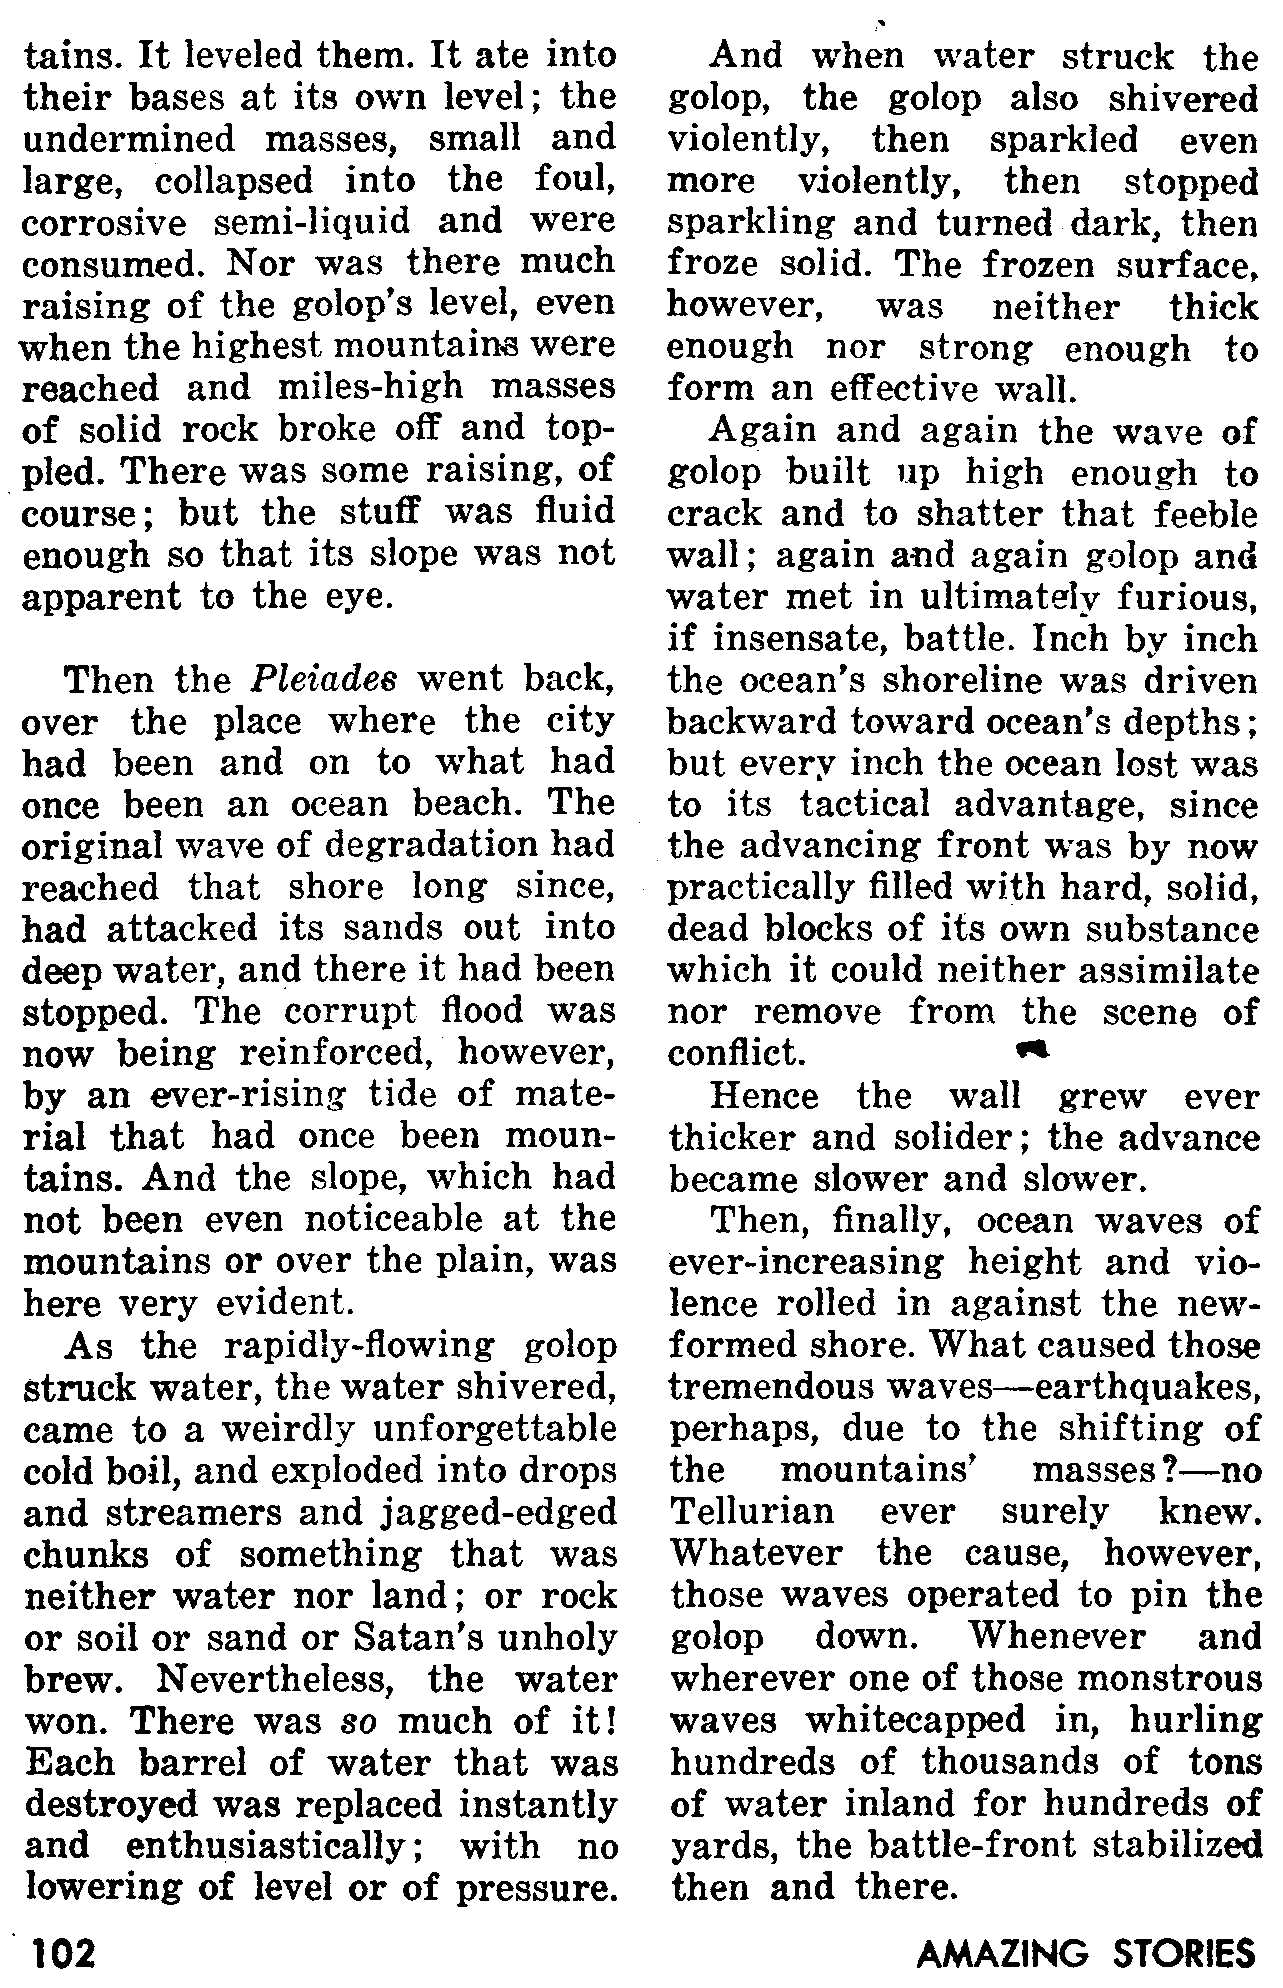 tains. It leveled them. It ate into
their bases at its own level; the
undermined masses, small and
large, collapsed into the foul,
corrosive semi-liquid and were
consumed. Nor was there much
raising of the golop's level, even
when the highest mountains were
reached and miles-high masses
of solid rock broke off and top-
pled. There was some raising, of
course; but the stuff was fluid
enough so that its slope was not
apparent to the eye.
Then the Pleiades went back,
over the place where the city
had been and on to what had
once been an ocean beach. The
original wave of degradation had
reached that shore long since,
had attacked its sands out into
deep water, and there it had been
stopped. The corrupt flood was
now being reinforced, however,
by an ever-rising tide of mate-
rial that had once been moun-
tains. And the slope, which had
not been even noticeable at the
mountains or over the plain, was
here very evident.
As the rapidly-flowing golop
struck water, the water shivered,
came to a weirdly unforgettable
cold boil, and exploded into drops
and streamers and jagged-edged
chunks of something that was
neither water nor land; or rock
or soil or sand or Satan's unholy
brew. Nevertheless, the water
won. There was so much of it!
Each barrel of water that was
destroyed was replaced instantly
and enthusiastically; with no
lowering of level or of pressure.
And when water struck the
golop, the golop also shivered
violently, then sparkled even
more violently, then stopped
sparkling and turned dark, then
froze solid. The frozen surface,
however, was neither thick
enough nor strong enough to
form an effective wall.
Again and again the wave of
golop built up high enough to
crack and to shatter that feeble
wall; again and again golop and
water met in ultimately furious,
if insensate, battle. Inch by inch
the ocean's shoreline was driven
backward toward ocean's depths;
but every inch the ocean lost was
to its tactical advantage, since
the advancing front was by now
practically filled with hard, solid,
dead blocks of its own substance
which it could neither assimilate
nor remove from the scene of
conflict.
Hence the wall grew ever
thicker and solider; the advance
became slower and slower.
Then, finally, ocean waves of
ever-increasing height and vio-
lence rolled in against the new-
formed shore. What caused those
tremendous waves—earthquakes,
perhaps, due to the shifting of
the mountains' masses?—no
Tellurian ever surely knew.
Whatever the cause, however,
those waves operated to pin the
golop down. Whenever and
wherever one of those monstrous
waves whitecapped in, hurling
hundreds of thousands of tons
of water inland for hundreds of
yards, the battle-front stabilized
then and there.
102 AMAZING STORIES